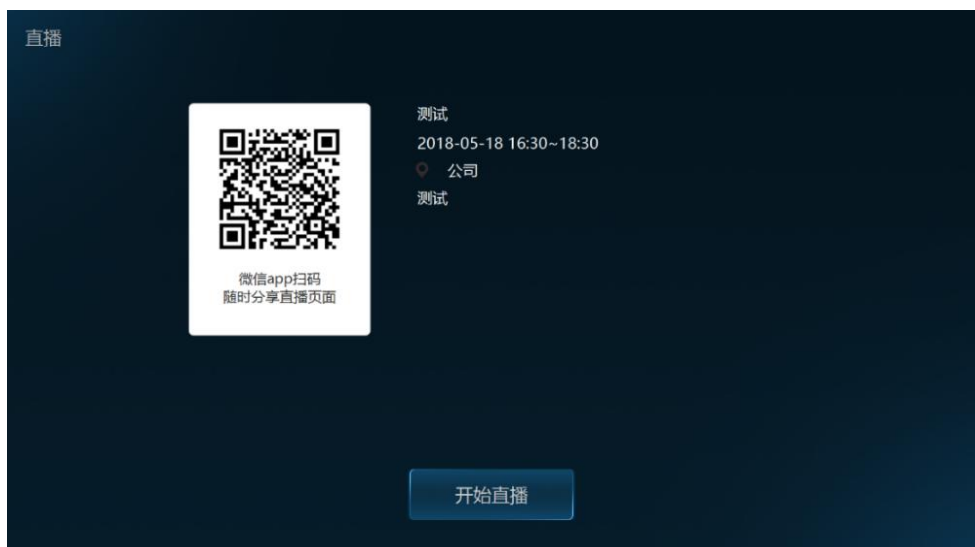 直播
测试
2018-05-18 16:30~18:30
公司
测试
微信app扫码
随时分享直播页面
开始直播